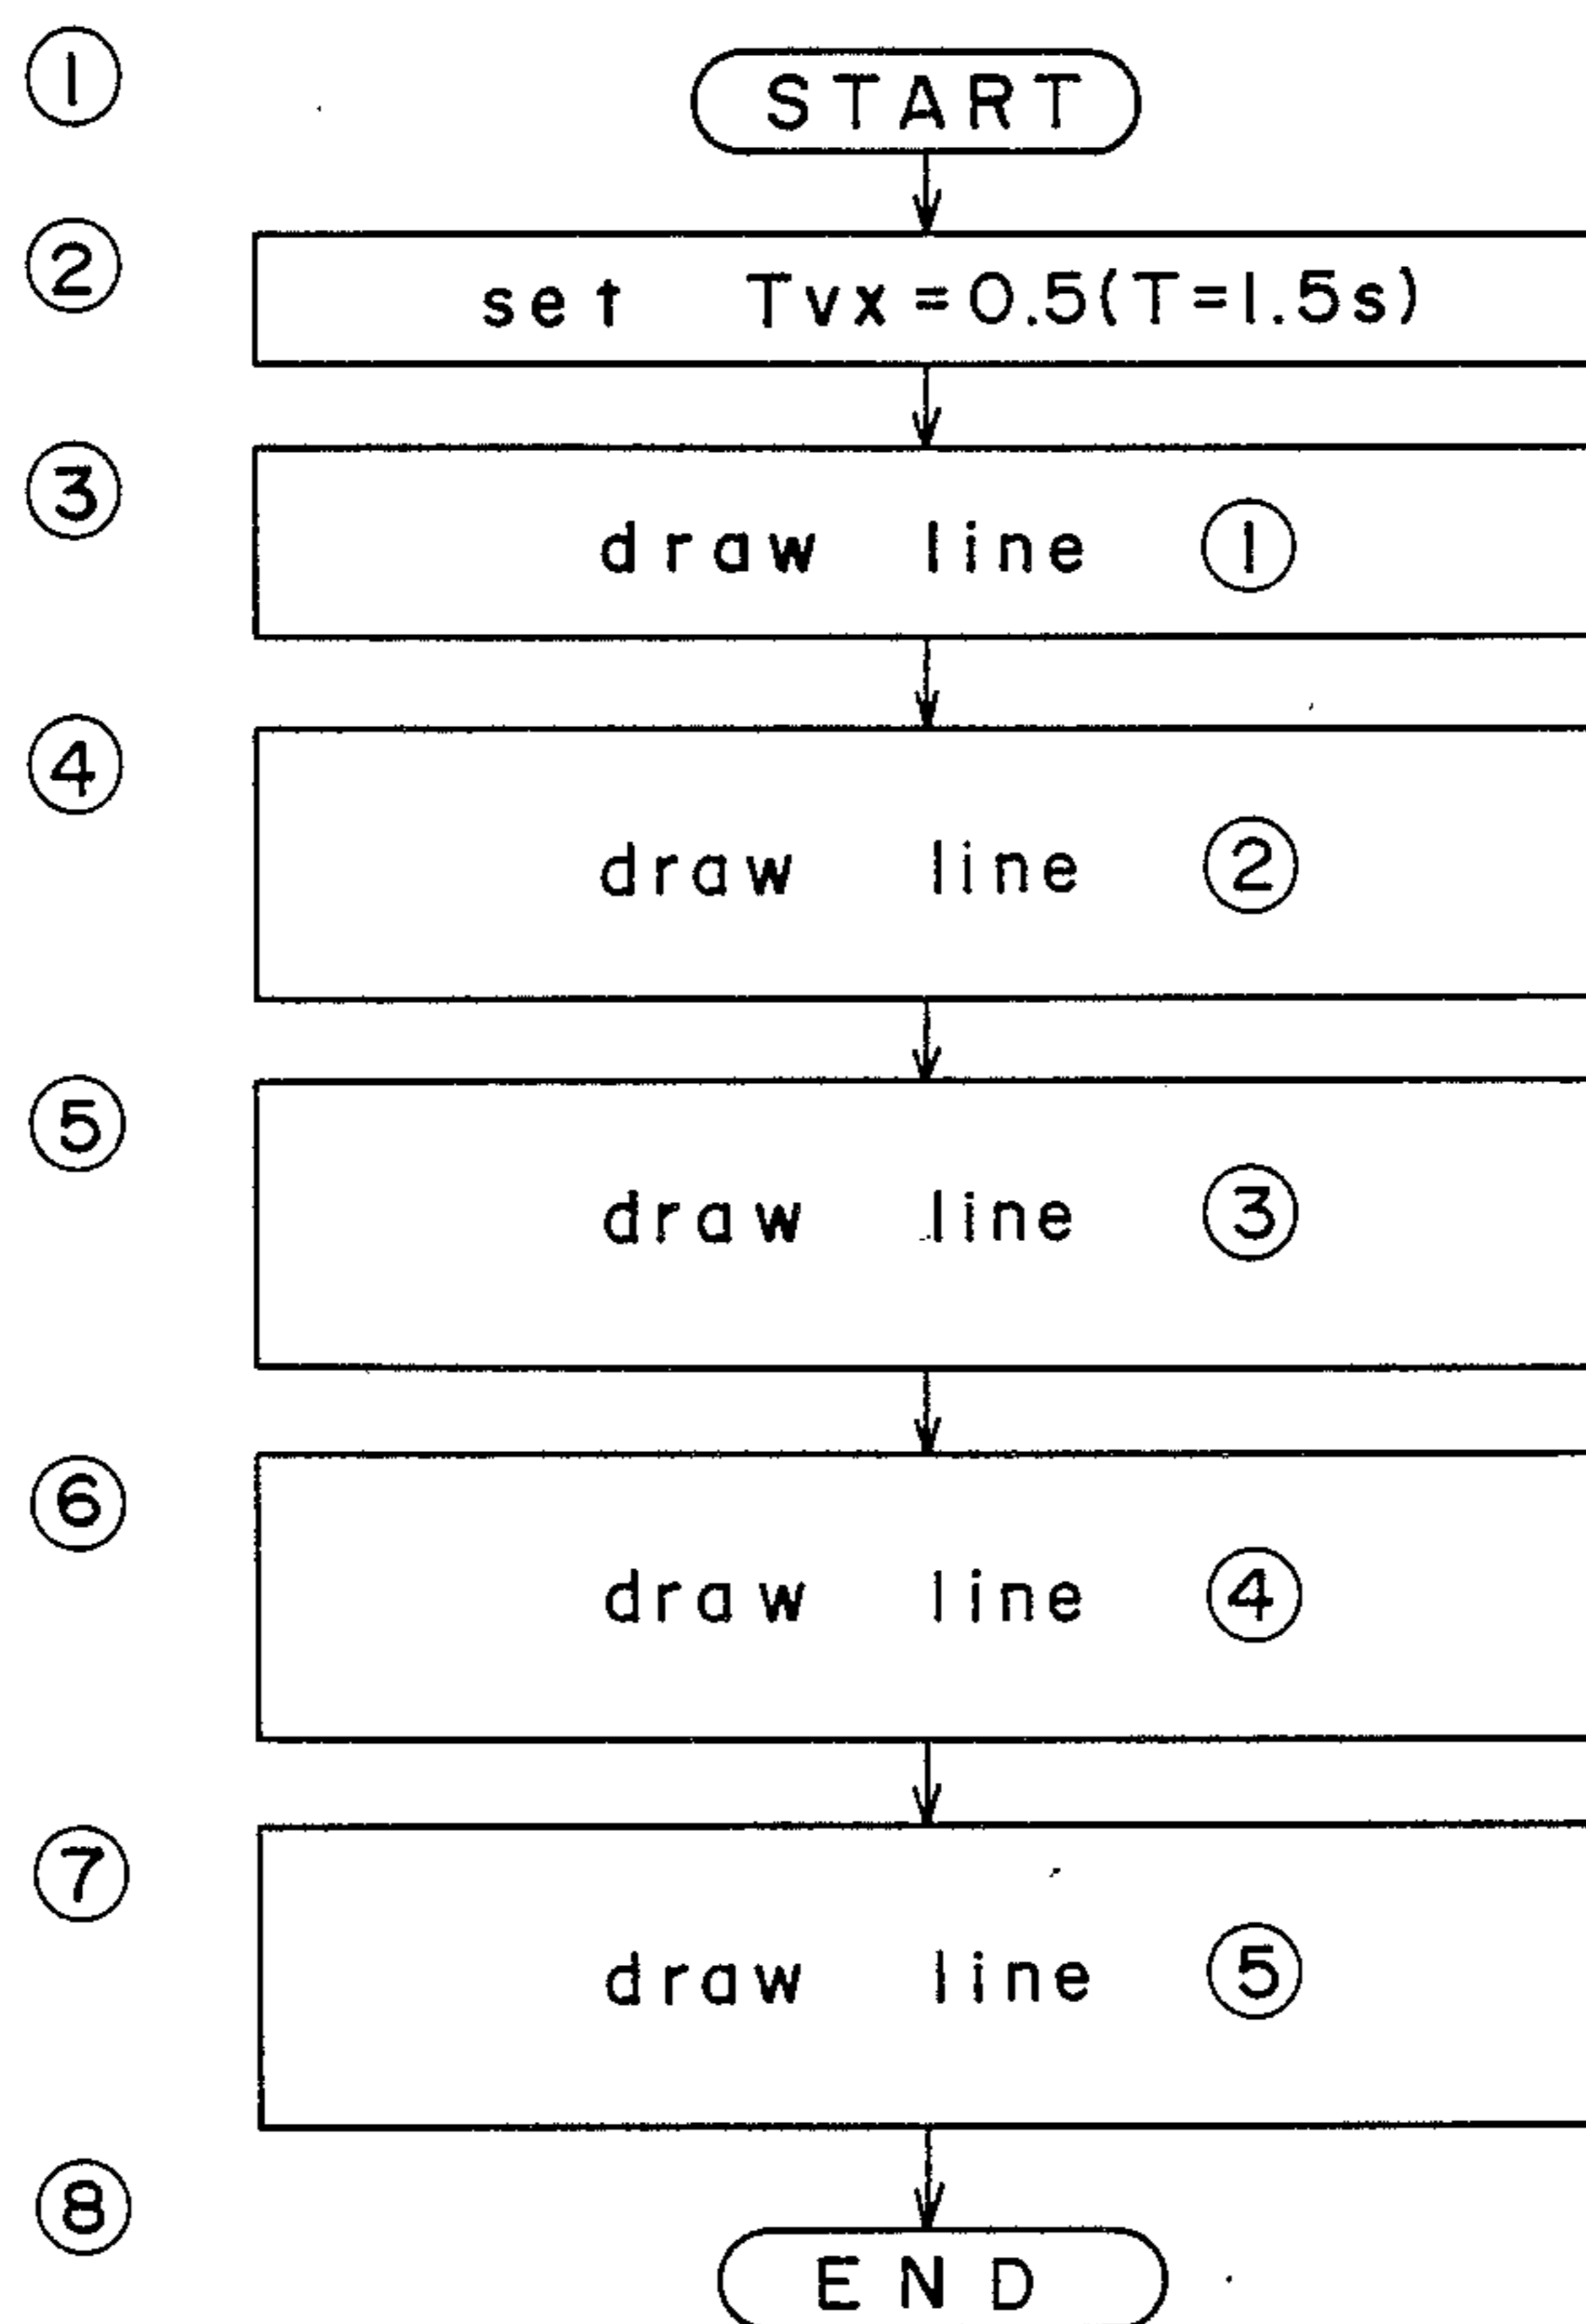 ① START
② set Tvx=0.5(T=1.5s)
③ draw line ①
④ draw line ②
⑤ draw line ③
⑥ draw line ④
⑦ draw line ⑤
⑧ END